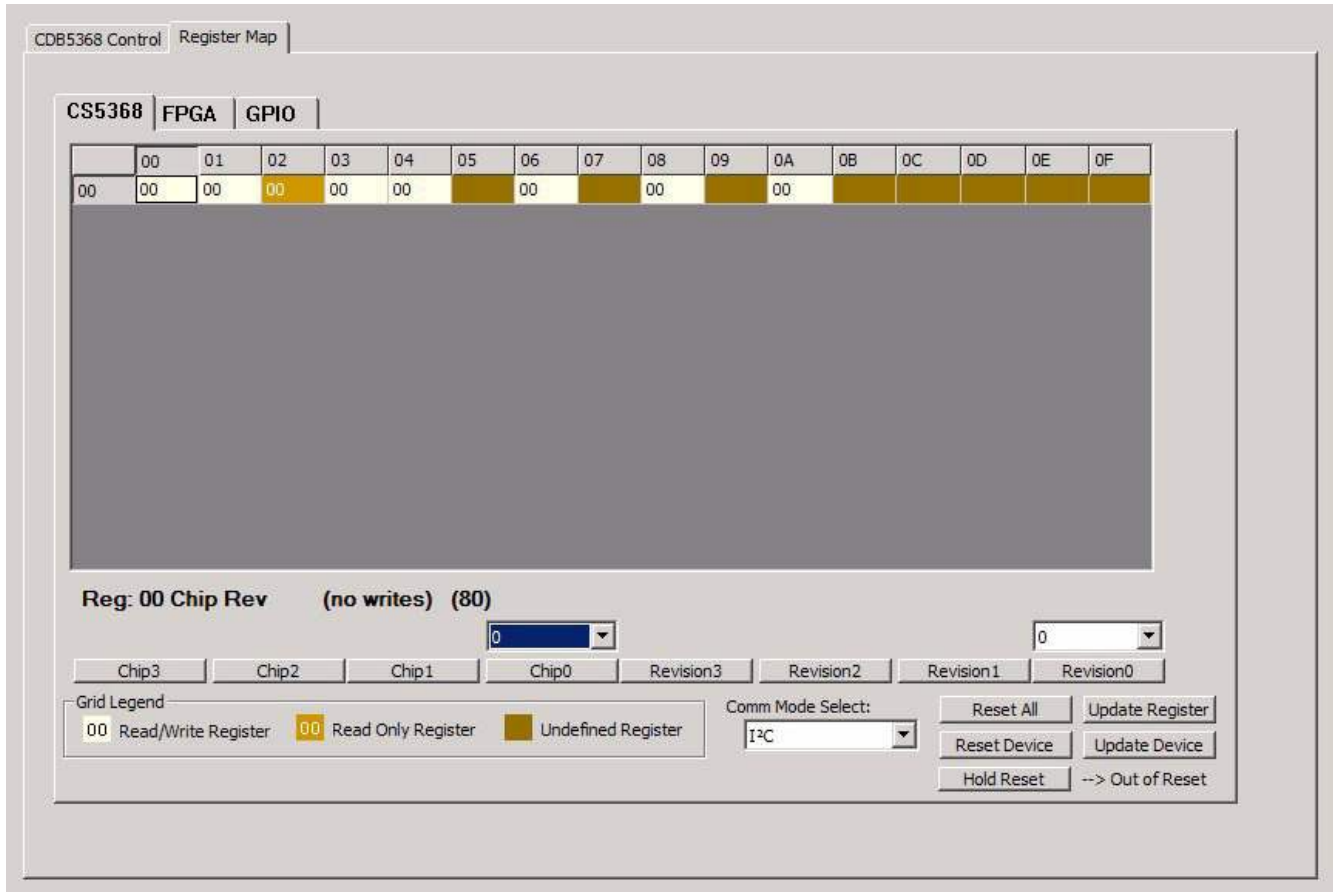 CDB5368 Control Register Map
CS5368 FPGA GPIO
00 01 02 03 04 05 06 07 08 09 0A 0B 0C 0D 0E 0F
00 00 00 00 00 00 00 00 00
Reg: 00 Chip Rev (no writes) (80)
0 0
Chip3 Chip2 Chip1 Chip0 Revision3 Revision2 Revision1 Revision0
Grid Legend
00 Read/Write Register 00 Read Only Register Undefined Register
Comm Mode Select:
I²C
Reset All Update Register
Reset Device Update Device
Hold Reset --> Out of Reset